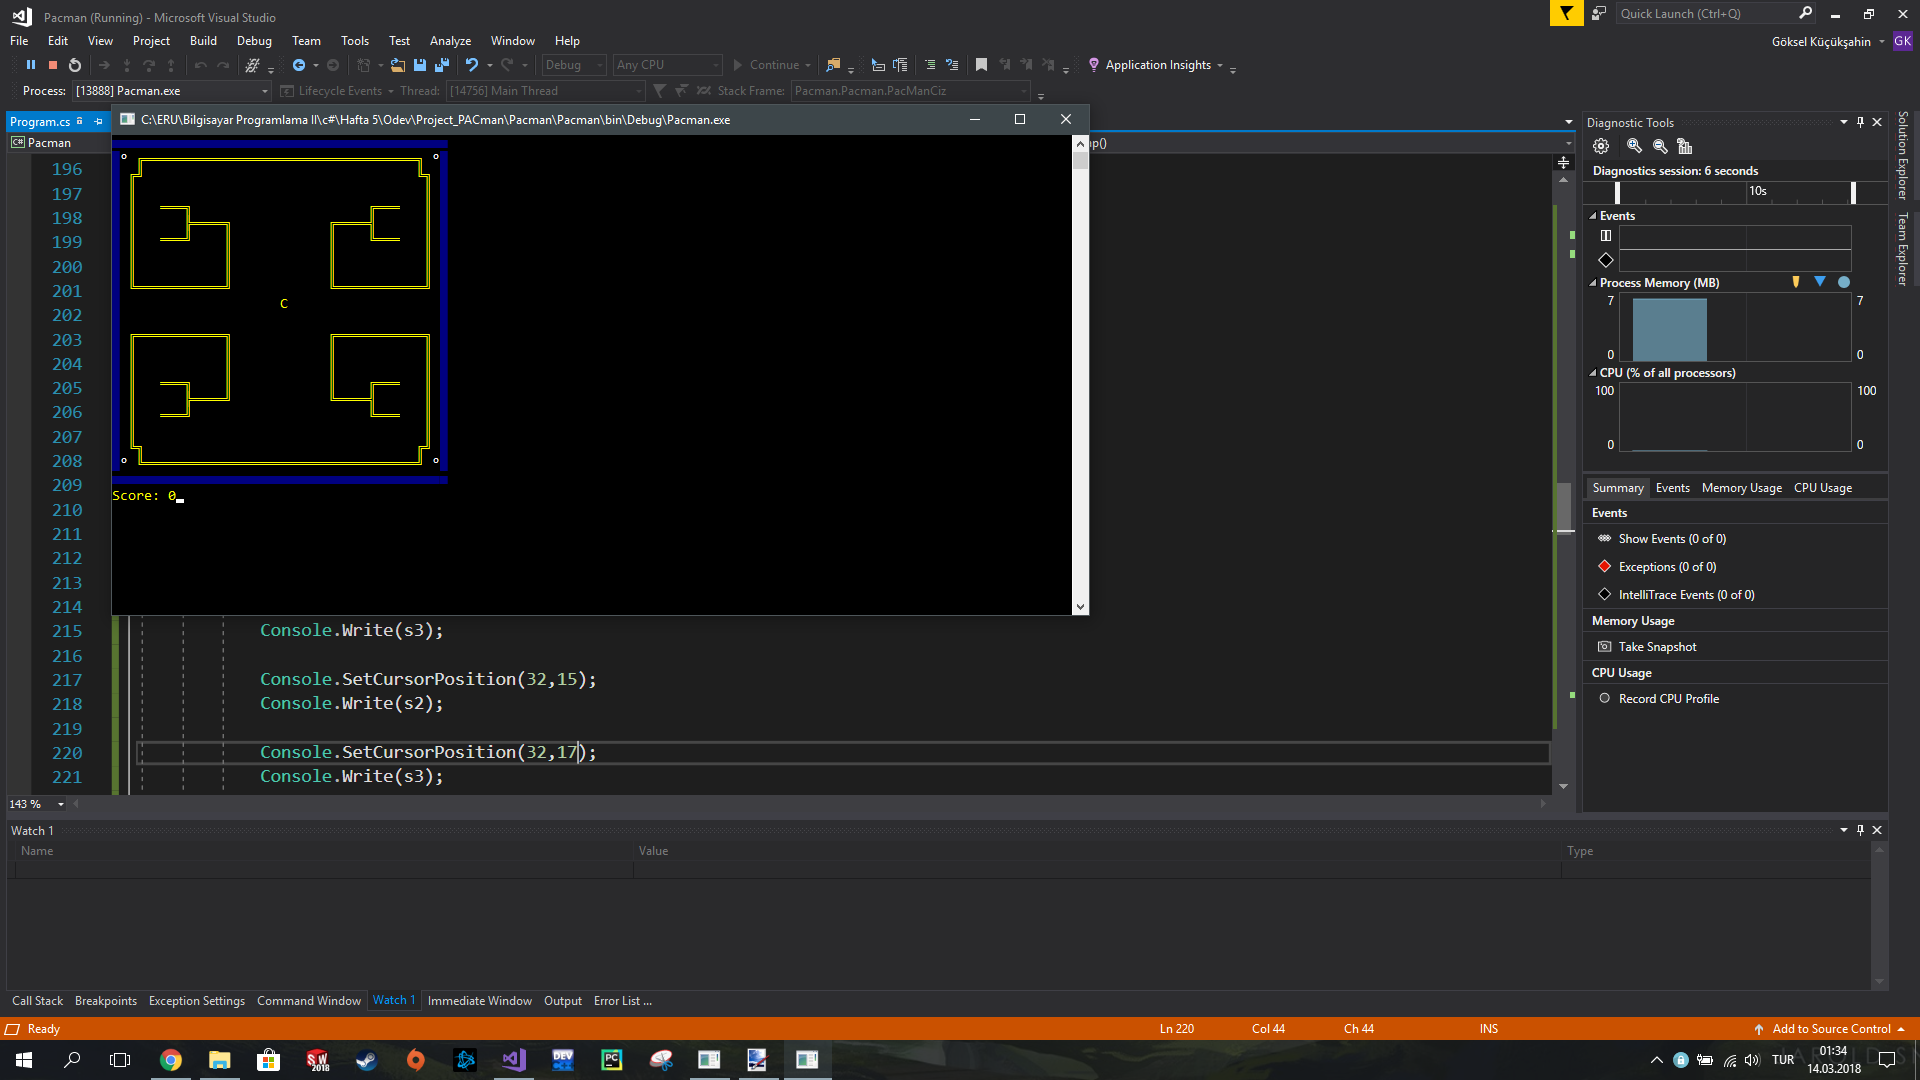 Pacman (Running) - Microsoft Visual Studio
Quick Launch (Ctrl+Q)
File Edit View Project Build Debug Team Tools Test Analyze Window Help
Göksel Küçükşahin GK
Debug Any CPU Continue Application Insights
Process: [13888] Pacman.exe Lifecycle Events Thread: [14756] Main Thread Stack Frame: Pacman.Pacman.PacManCiz
Program.cs
C:\ERU\Bilgisayar Programlama II\c#\Hafta 5\Odev\Project_PACman\Pacman\Pacman\bin\Debug\Pacman.exe
C# Pacman
p()
196
197
198
199
200
201
202
203
204
205
206
207
208
209
210
211
212
213
214
C
Score: 0
215 Console.Write(s3);
216
217 Console.SetCursorPosition(32,15);
218 Console.Write(s2);
219
220 Console.SetCursorPosition(32,17);
221 Console.Write(s3);
143 %
Diagnostic Tools
Diagnostics session: 6 seconds
10s
Events
Process Memory (MB)
7 7
0 0
CPU (% of all processors)
100 100
0 0
Summary Events Memory Usage CPU Usage
Events
Show Events (0 of 0)
Exceptions (0 of 0)
IntelliTrace Events (0 of 0)
Memory Usage
Take Snapshot
CPU Usage
Record CPU Profile
Solution Explorer
Team Explorer
Watch 1
Name Value Type
Call Stack Breakpoints Exception Settings Command Window Watch 1 Immediate Window Output Error List ...
Ready Ln 220 Col 44 Ch 44 INS Add to Source Control
SW 2018
DEV
PC
TUR
01:34
14.03.2018